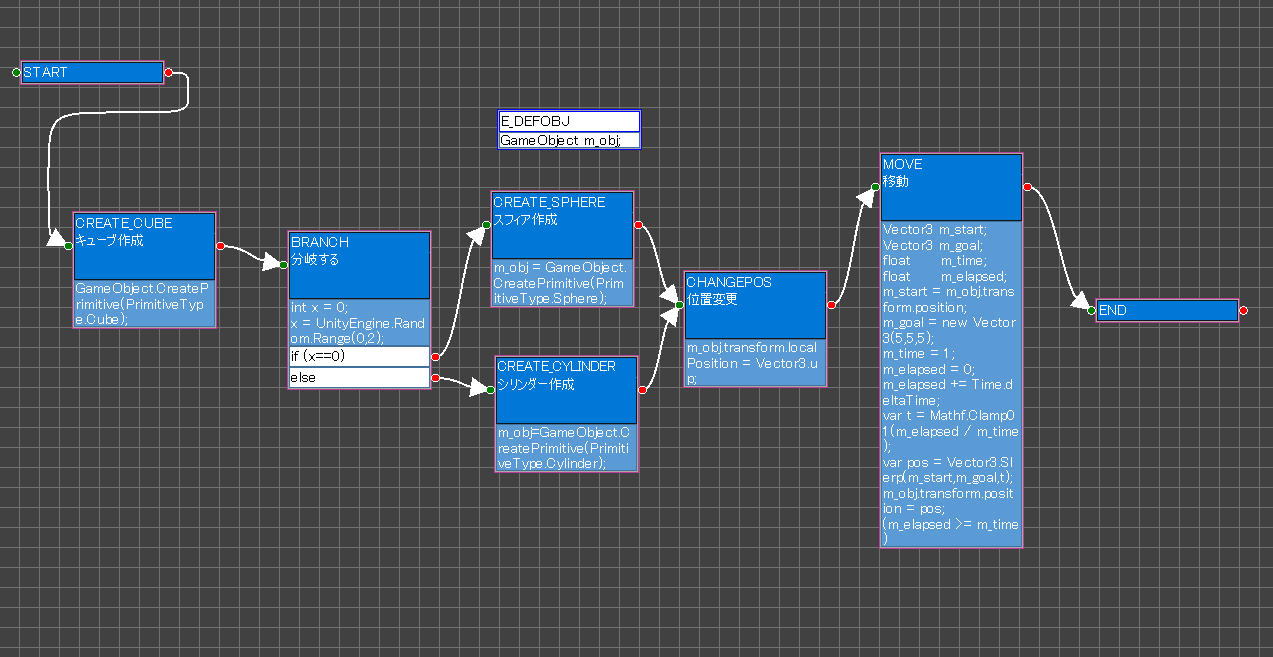 START
E_DEFOBJ
GameObject m_obj;
CREATE_CUBE
キューブ作成
GameObject.CreateP
rimitive(PrimitiveTyp
e.Cube);
BRANCH
分岐する
int x = 0;
x = UnityEngine.Rand
om.Range(0,2);
if (x==0)
else
CREATE_SPHERE
スフィア作成
m_obj = GameObject.
CreatePrimitive(Prim
itiveType.Sphere);
CREATE_CYLINDER
シリンダー作成
m_obj=GameObject.C
reatePrimitive(Primiti
veType.Cylinder);
CHANGEPOS
位置変更
m_obj.transform.local
Position = Vector3.u
p;
MOVE
移動
Vector3 m_start;
Vector3 m_goal;
float m_time;
float m_elapsed;
m_start = m_obj.trans
form.position;
m_goal = new Vector
3(5,5,5);
m_time = 1;
m_elapsed = 0;
m_elapsed += Time.d
eltaTime;
var t = Mathf.Clamp0
1(m_elapsed / m_time
);
var pos = Vector3.Sl
erp(m_start,m_goal,t);
m_obj.transform.posit
ion = pos;
(m_elapsed >= m_time
)
END